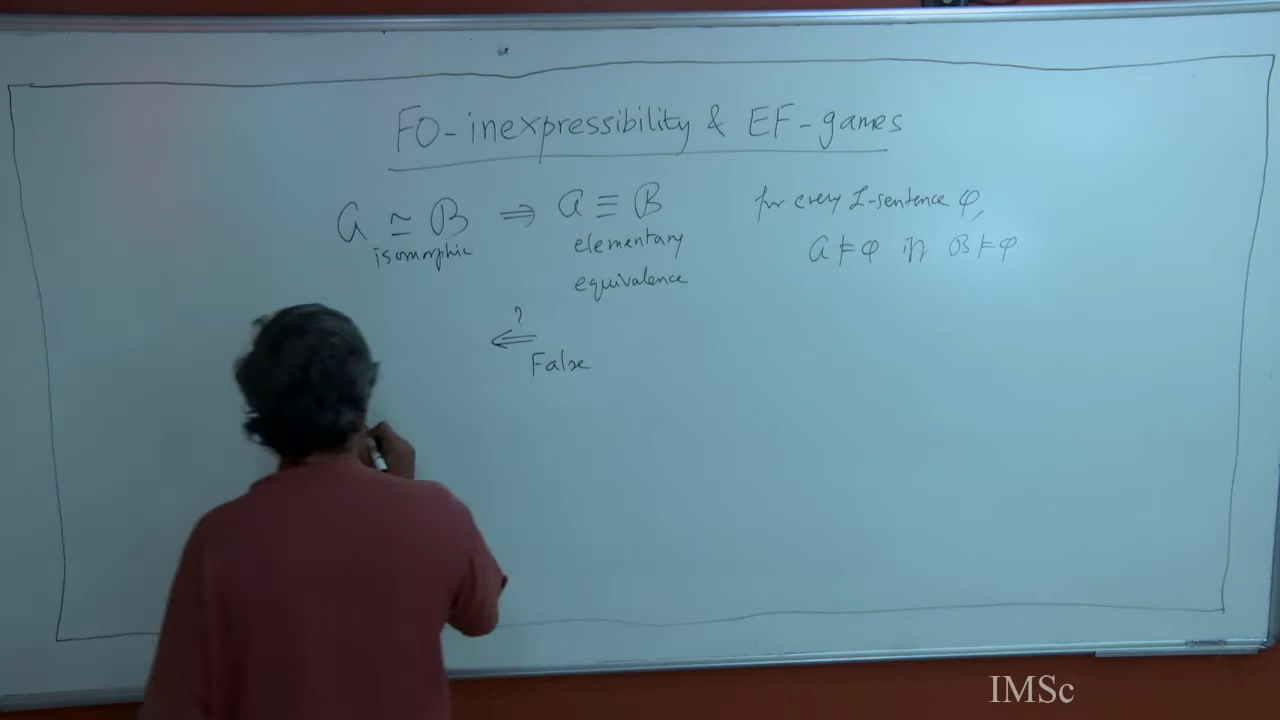 FO-inexpressibility & EF-games
𝒜 ≃ ℬ ⇒ 𝒜 ≡ ℬ for every L-sentence φ,
isomorphic elementary equivalence 𝒜 ⊨ φ iff ℬ ⊨ φ
?
⇐
False
IMSc